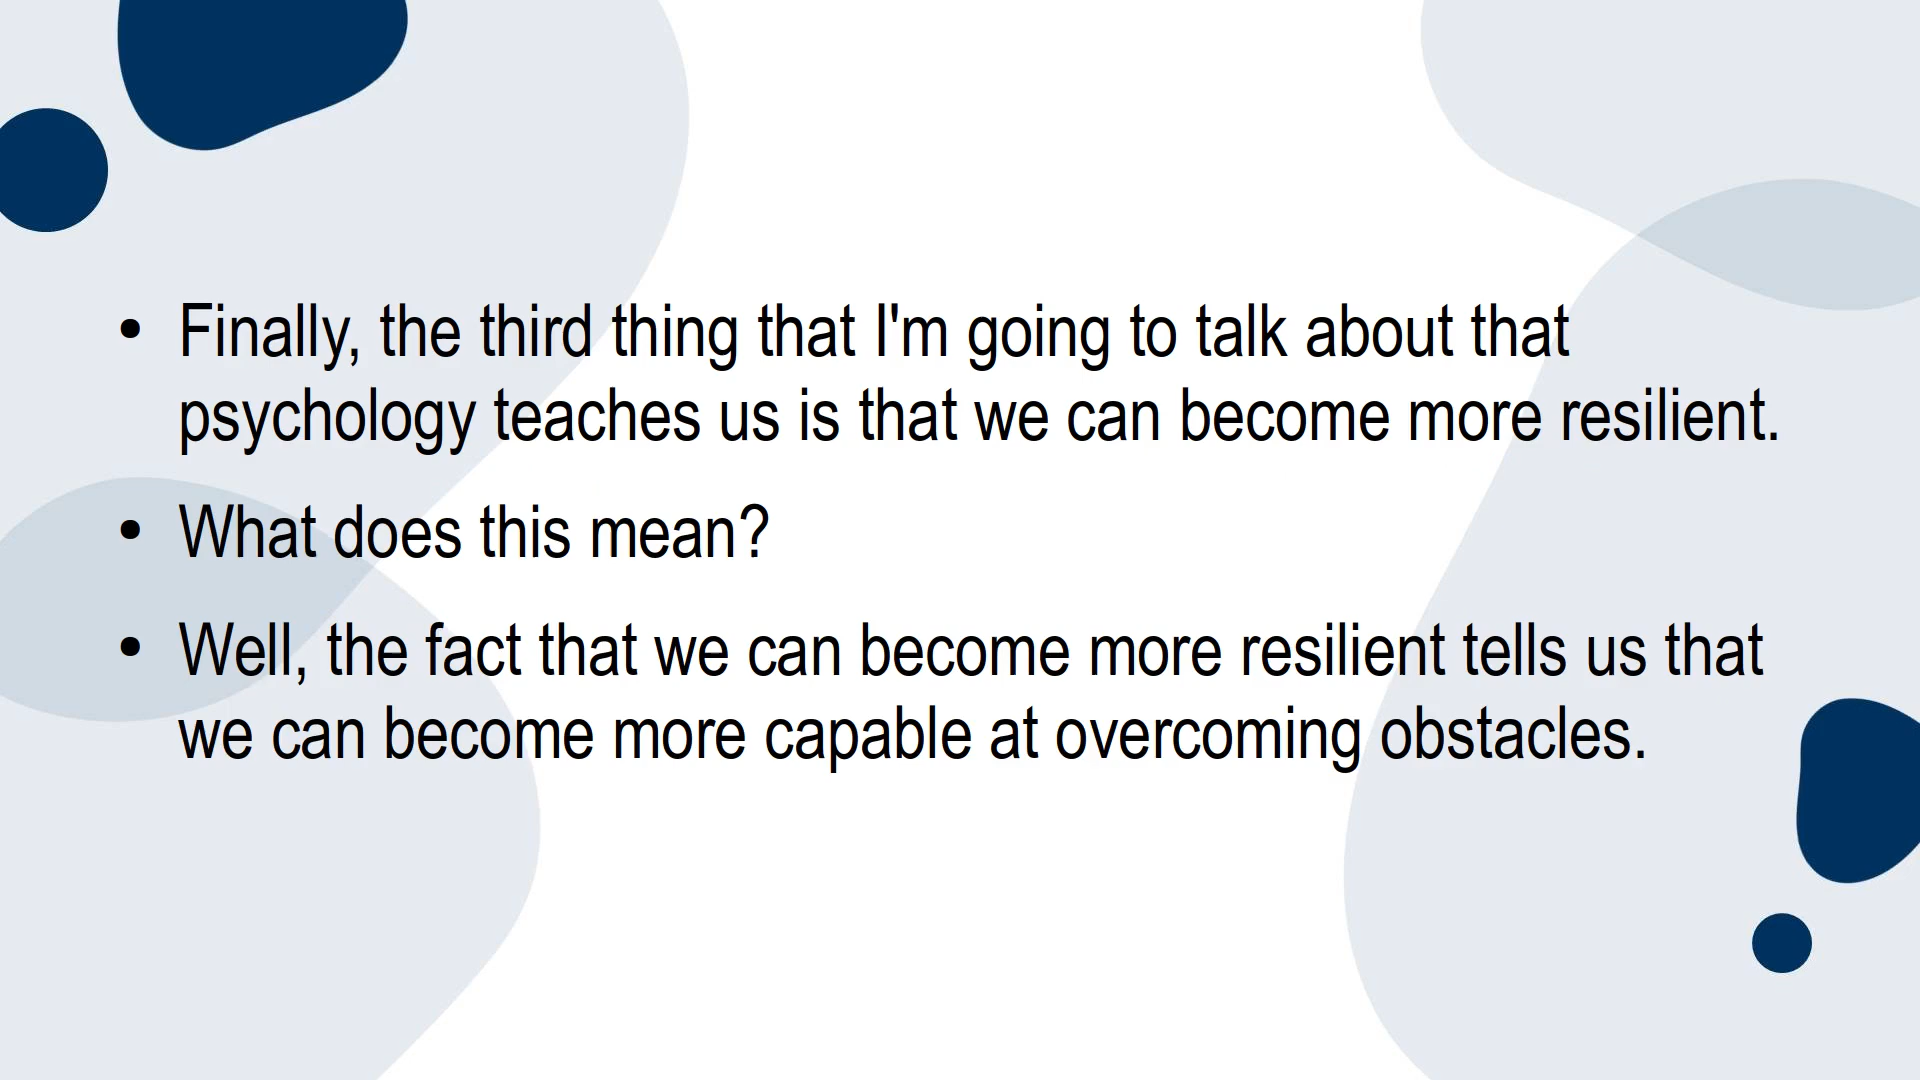 • Finally, the third thing that I'm going to talk about that
psychology teaches us is that we can become more resilient.
• What does this mean?
• Well, the fact that we can become more resilient tells us that
we can become more capable at overcoming obstacles.